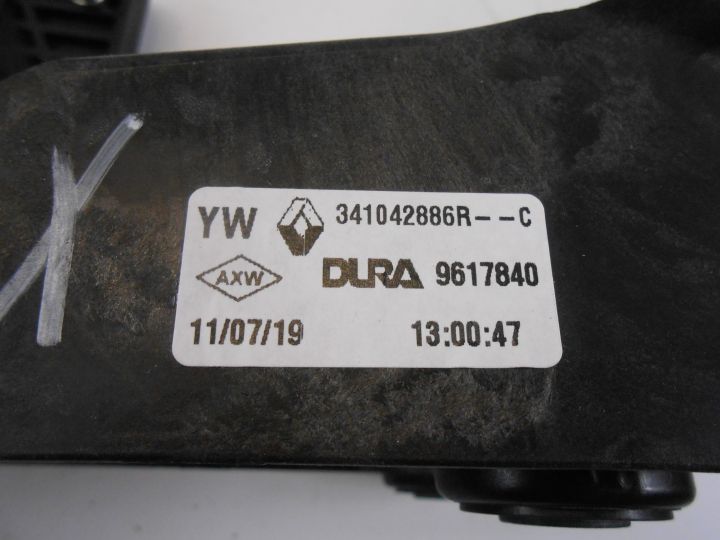 YW 341042886R--C
AXW DURA 9617840
11/07/19 13:00:47